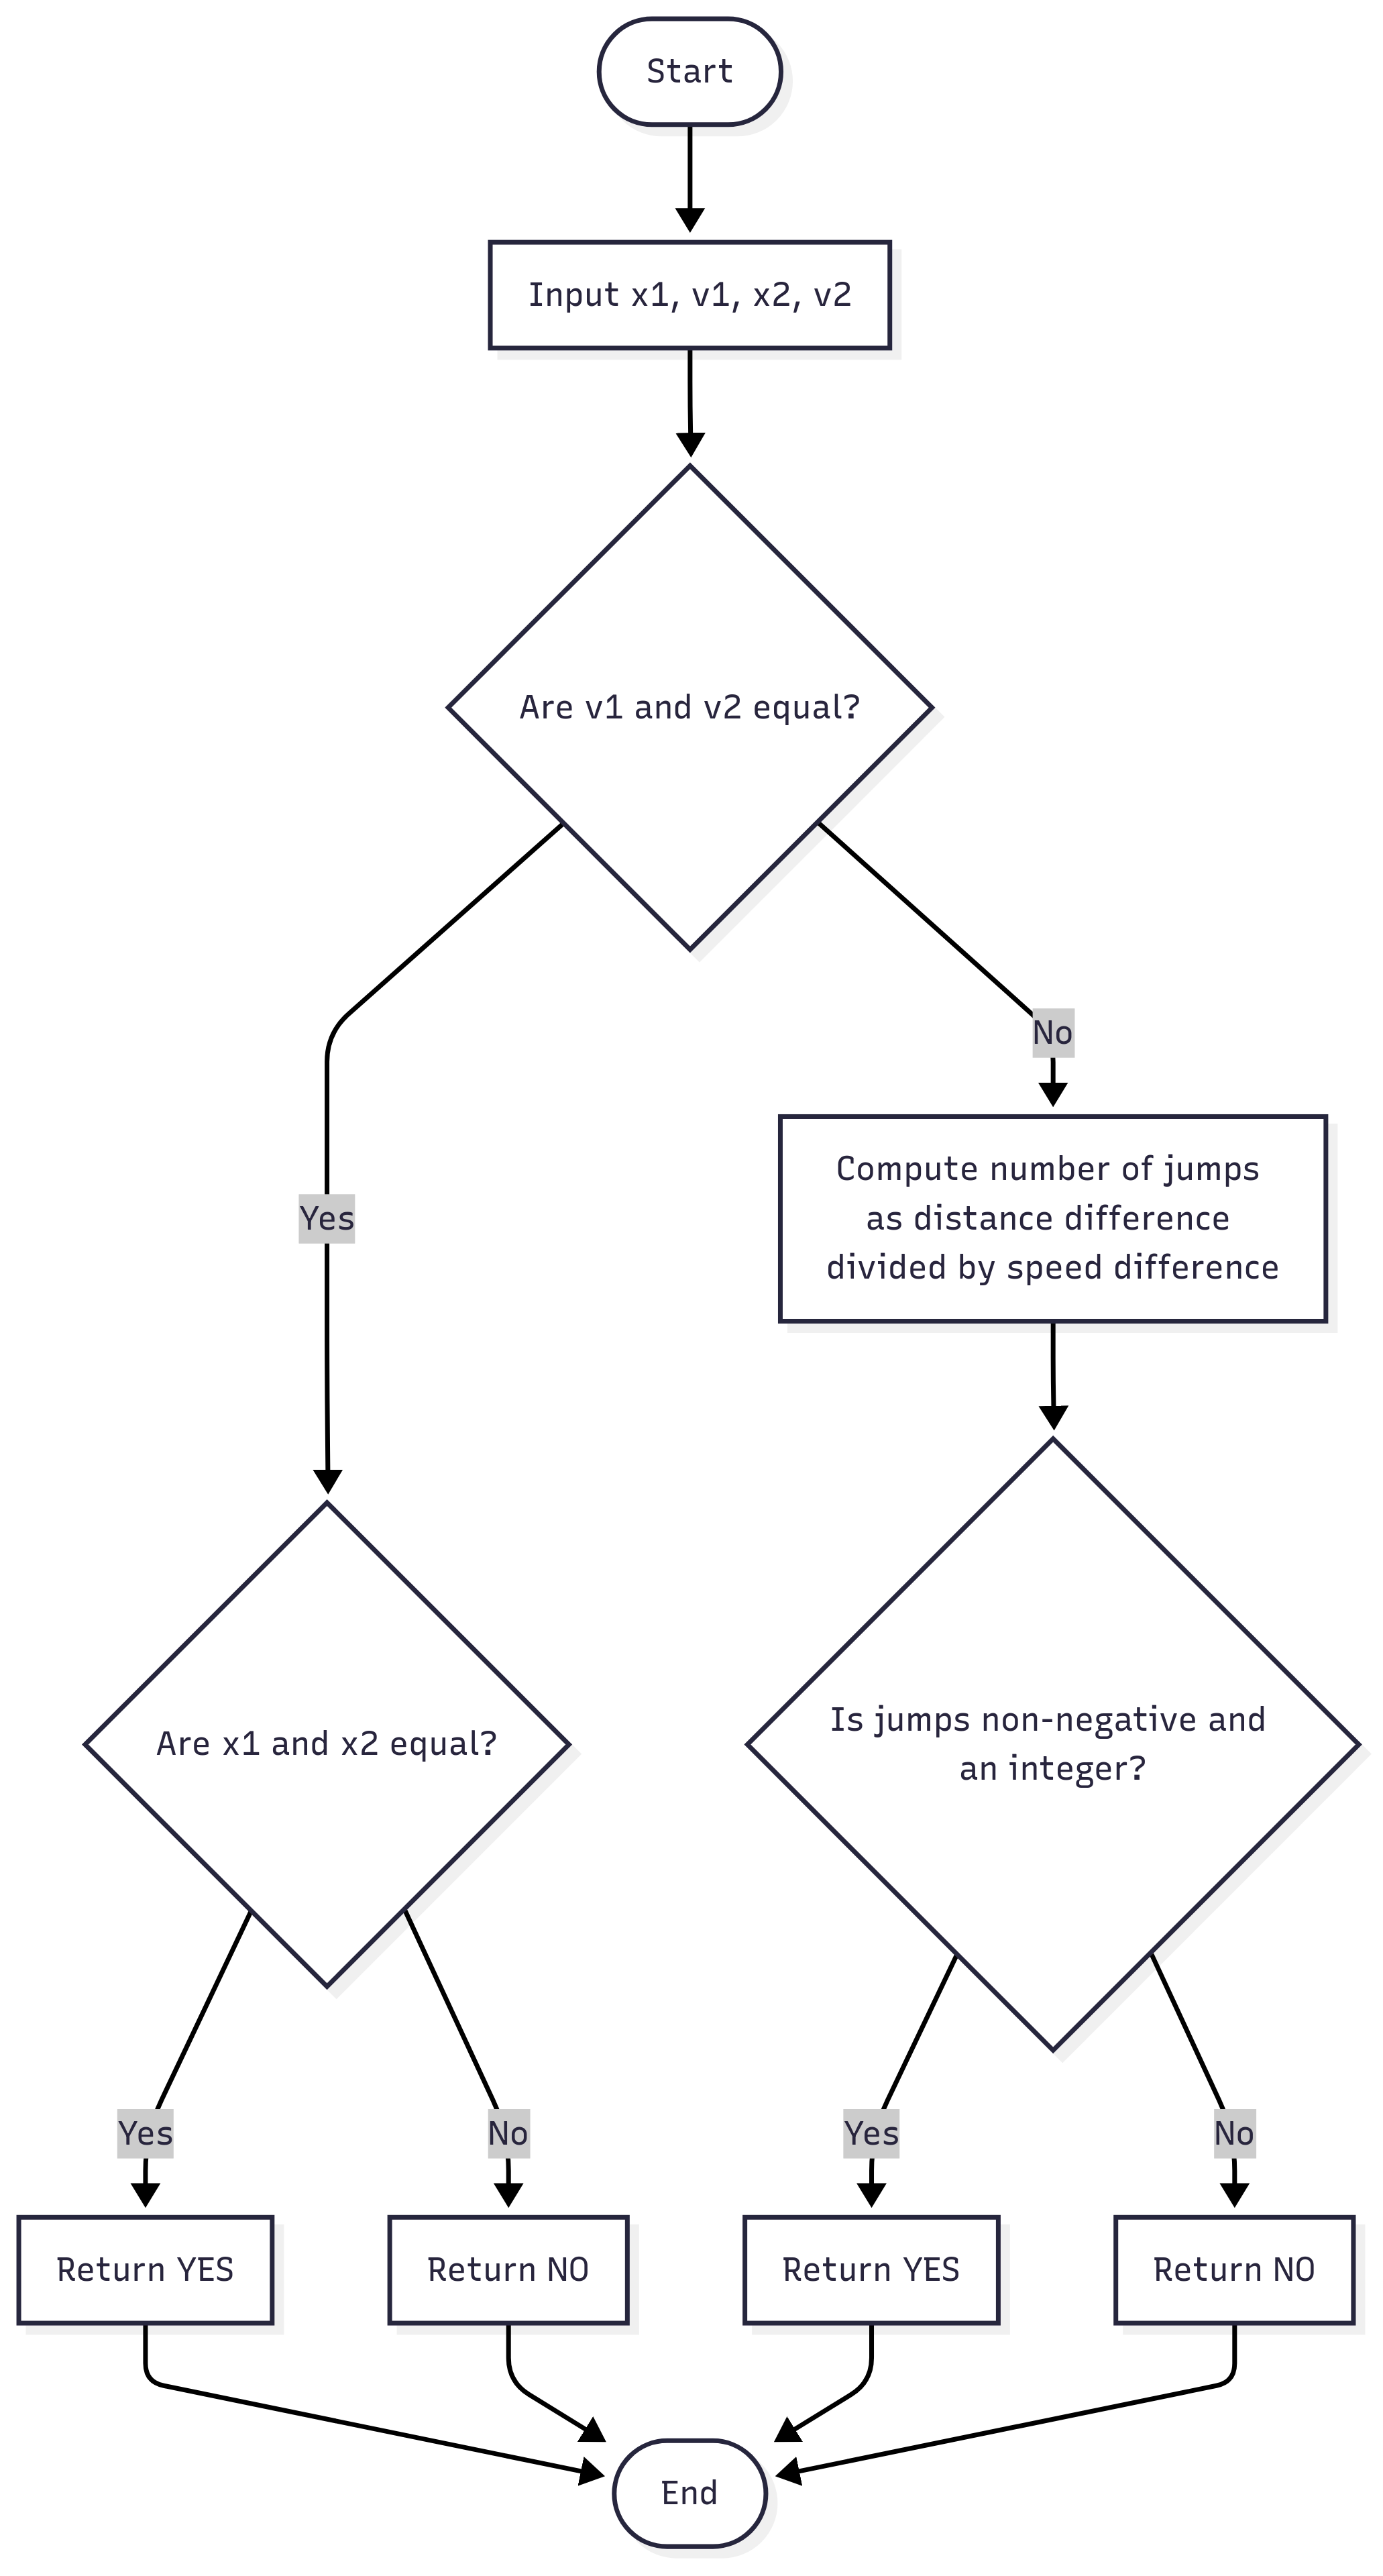 Start
Input x1, v1, x2, v2
Are v1 and v2 equal?
No
Yes
Compute number of jumps
as distance difference
divided by speed difference
Are x1 and x2 equal?
Is jumps non-negative and
an integer?
Yes
No
Yes
No
Return YES
Return NO
Return YES
Return NO
End